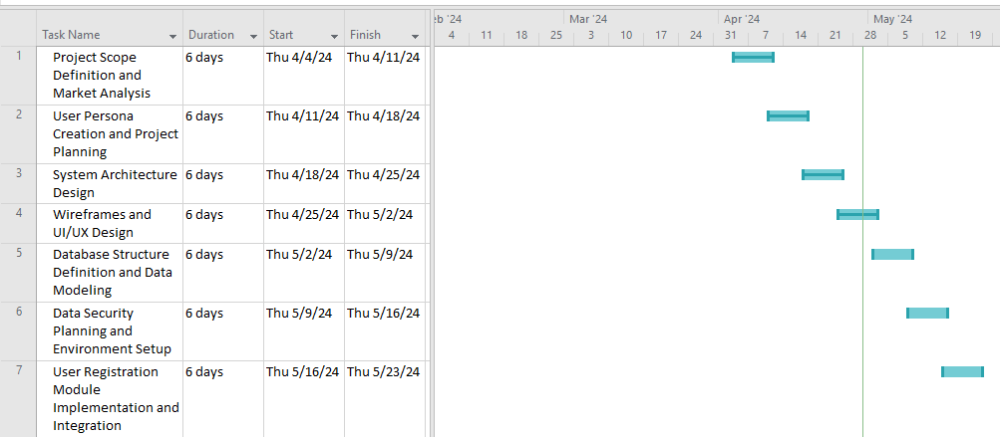 eb '24 Mar '24 Apr '24 May '24
Task Name Duration Start Finish 4 11 18 25 3 10 17 24 31 7 14 21 28 5 12 19
1 Project Scope 6 days Thu 4/4/24 Thu 4/11/24
Definition and
Market Analysis
2 User Persona 6 days Thu 4/11/24 Thu 4/18/24
Creation and Project
Planning
3 System Architecture 6 days Thu 4/18/24 Thu 4/25/24
Design
4 Wireframes and 6 days Thu 4/25/24 Thu 5/2/24
UI/UX Design
5 Database Structure 6 days Thu 5/2/24 Thu 5/9/24
Definition and Data
Modeling
6 Data Security 6 days Thu 5/9/24 Thu 5/16/24
Planning and
Environment Setup
7 User Registration 6 days Thu 5/16/24 Thu 5/23/24
Module
Implementation and
Integration